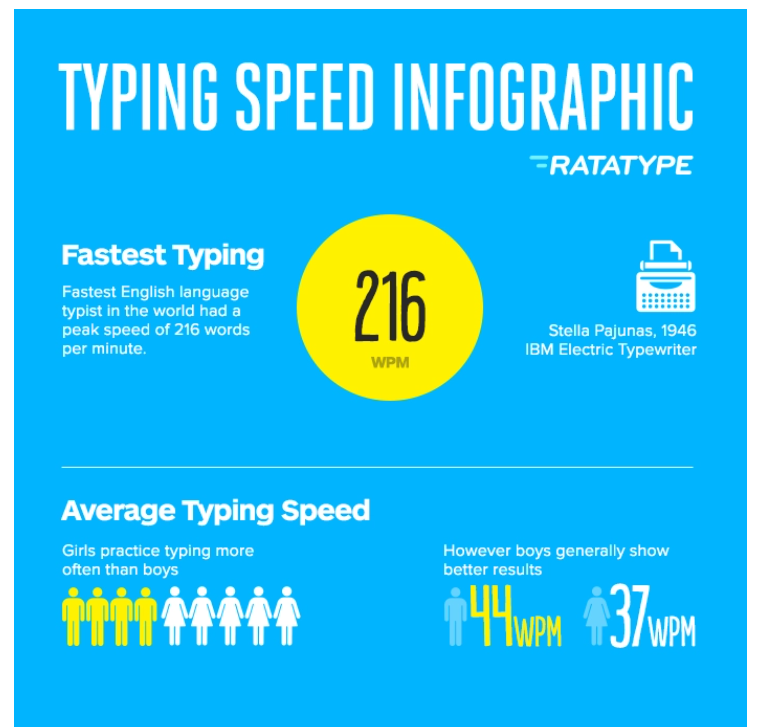 TYPING SPEED INFOGRAPHIC
RATATYPE
Fastest Typing
Fastest English language
typist in the world had a
peak speed of 216 words
per minute.
216
WPM
Stella Pajunas, 1946
IBM Electric Typewriter
Average Typing Speed
Girls practice typing more
often than boys
However boys generally show
better results
44WPM
37WPM